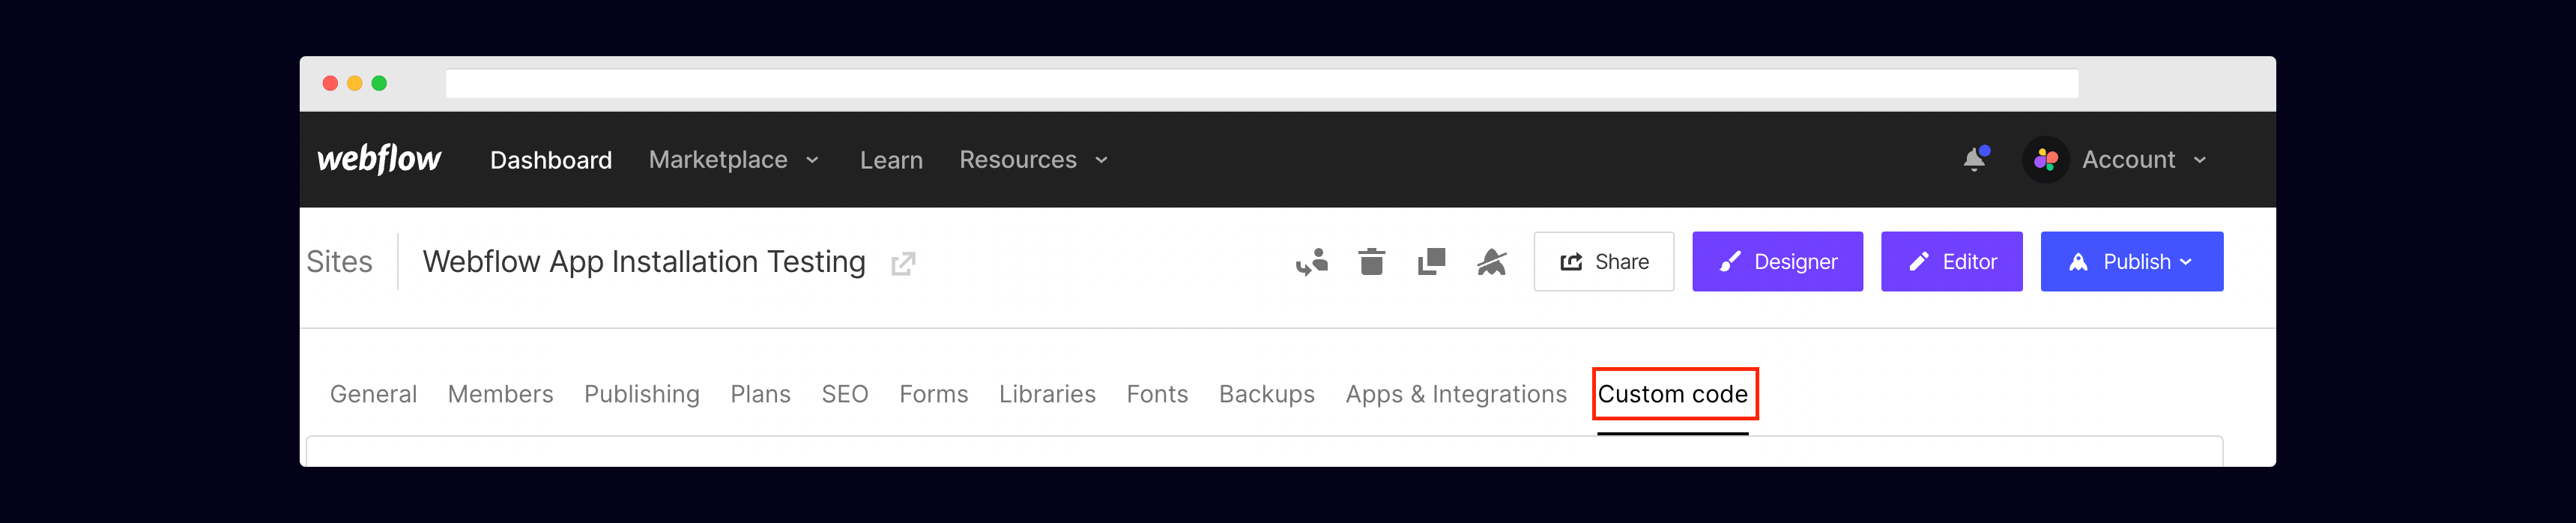 webflow Dashboard Marketplace Learn Resources Account
Sites Webflow App Installation Testing Share Designer Editor Publish
General Members Publishing Plans SEO Forms Libraries Fonts Backups Apps & Integrations Custom code